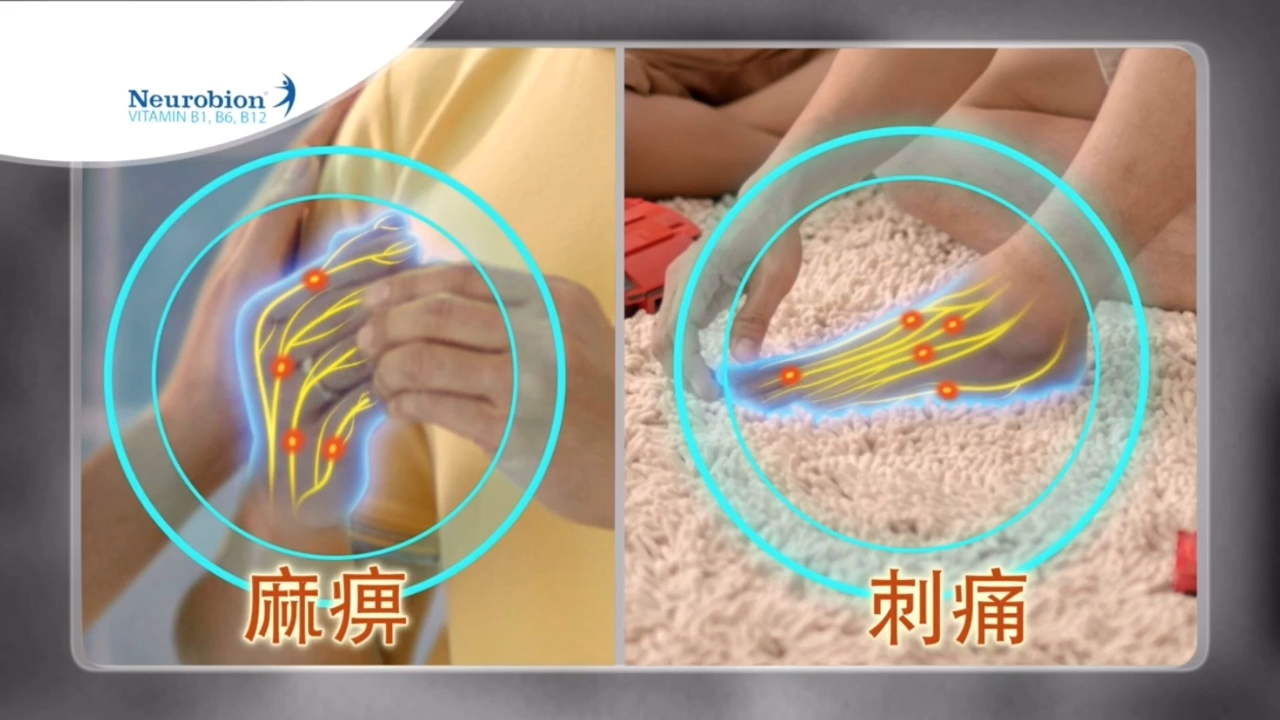 Neurobion
VITAMIN B1, B6, B12
麻痹
刺痛